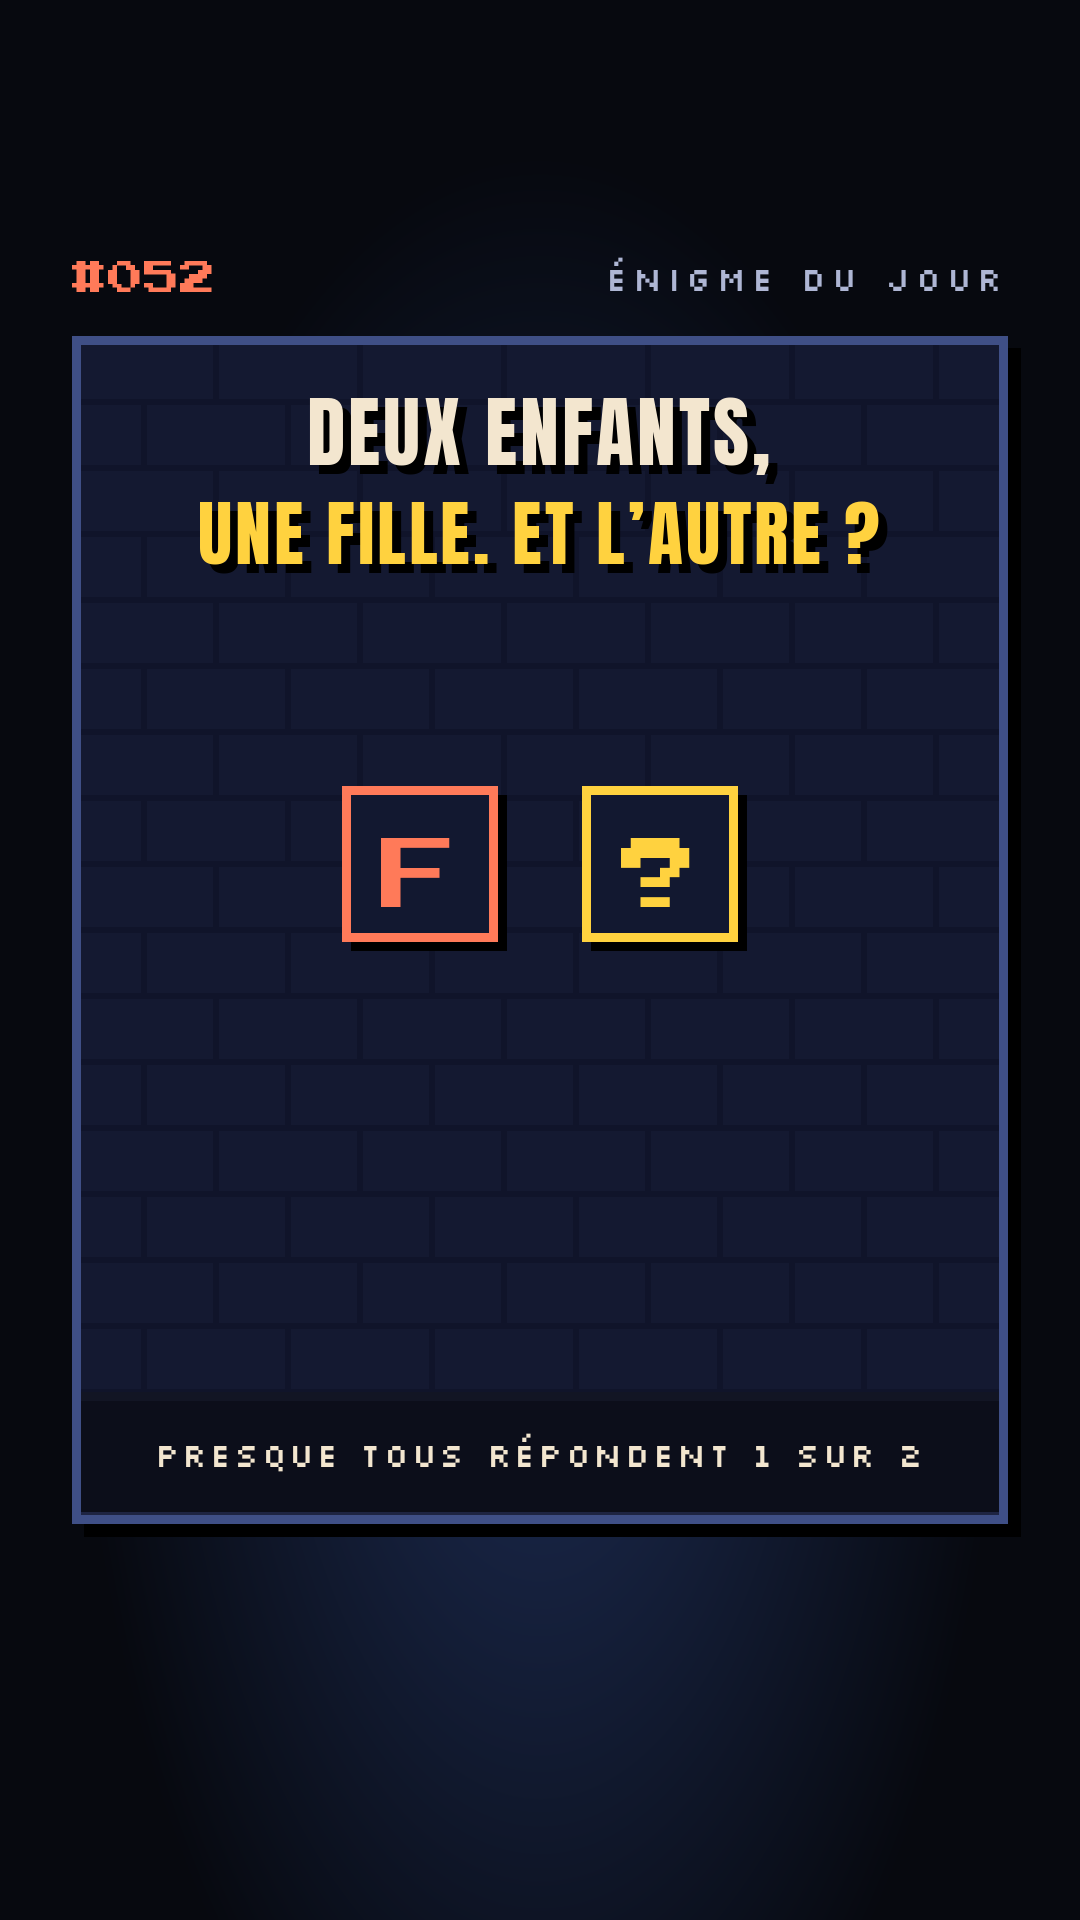 #052
ÉNIGME DU JOUR
DEUX ENFANTS,
UNE FILLE. ET L’AUTRE ?
F
?
PRESQUE TOUS RÉPONDENT 1 SUR 2